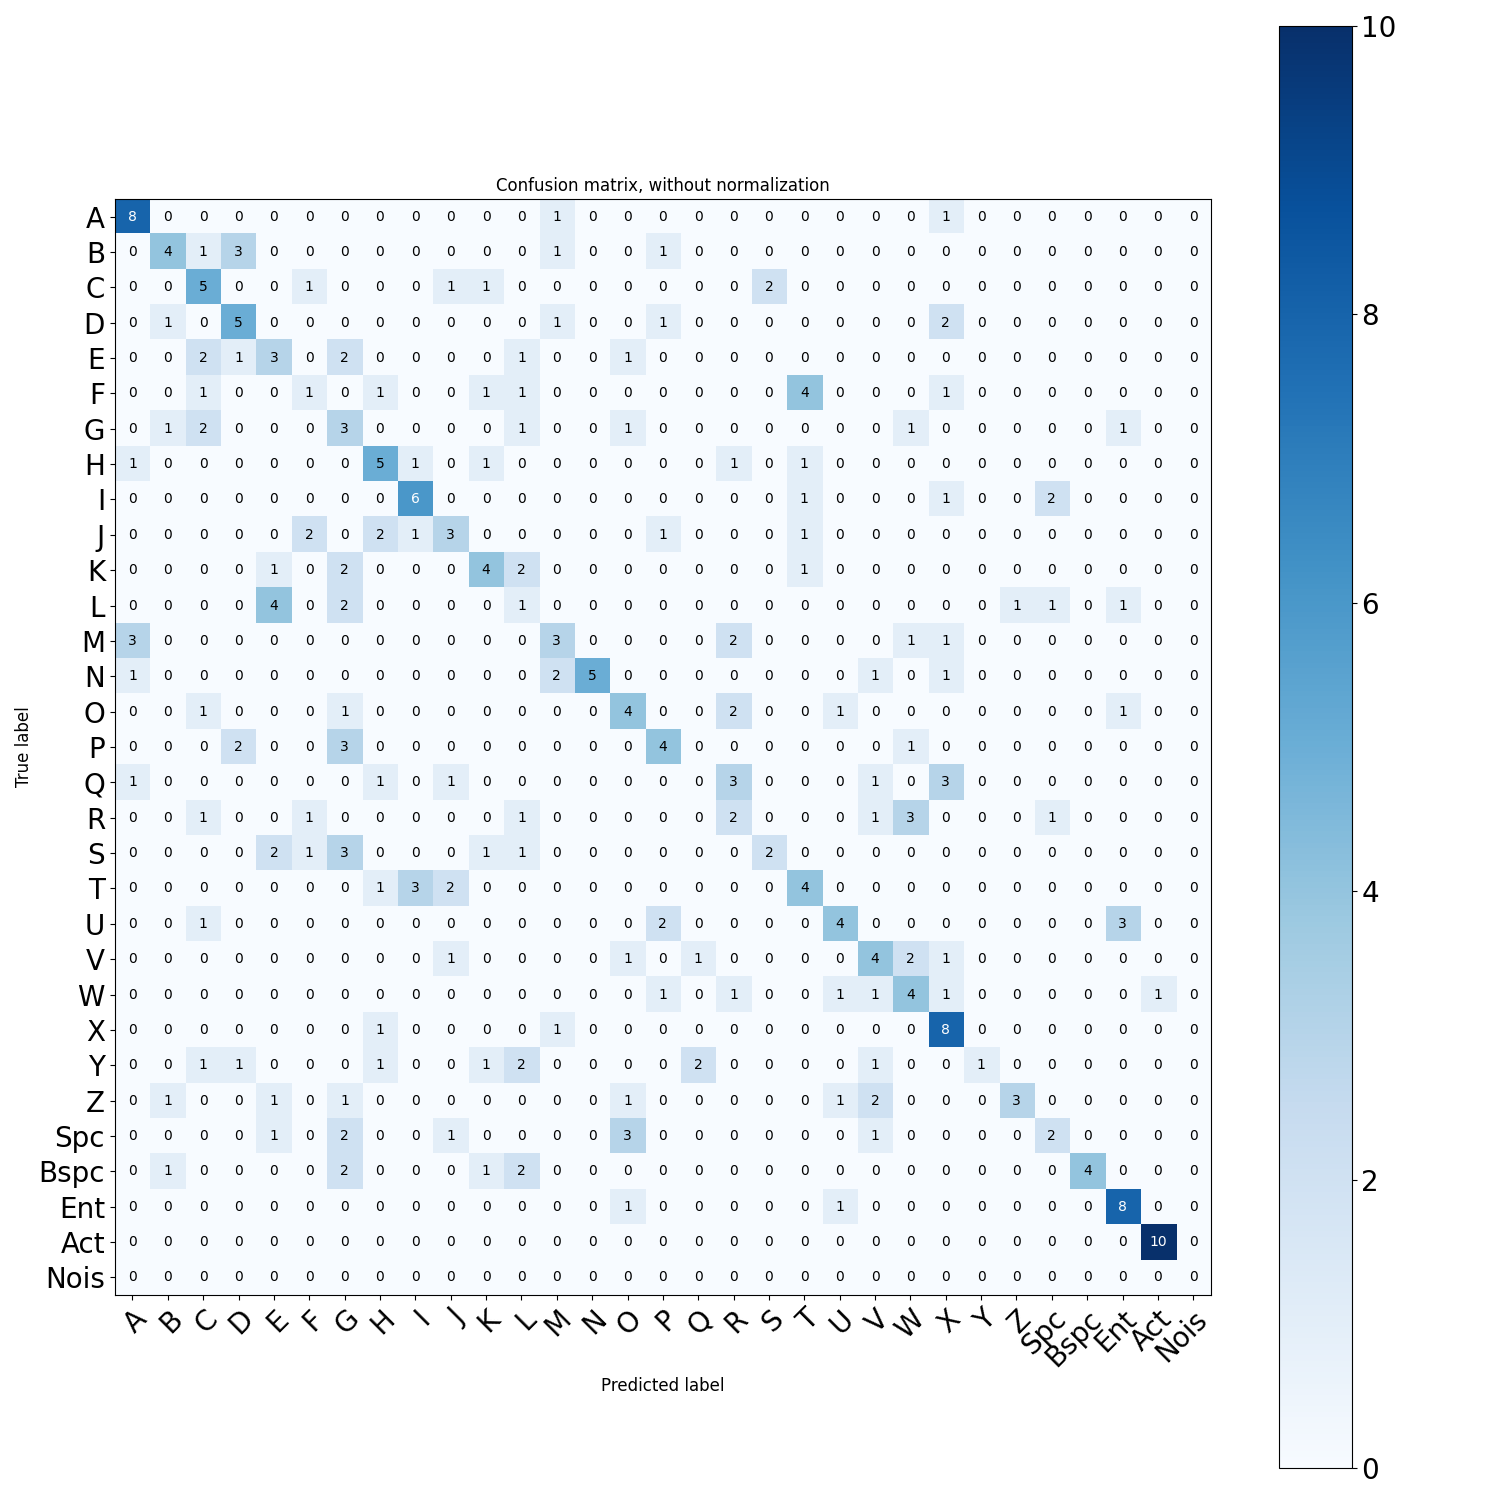 Confusion matrix, without normalization
A 8 0 0 0 0 0 0 0 0 0 0 0 1 0 0 0 0 0 0 0 0 0 0 1 0 0 0 0 0 0 0
B 0 4 1 3 0 0 0 0 0 0 0 0 1 0 0 1 0 0 0 0 0 0 0 0 0 0 0 0 0 0 0
C 0 0 5 0 0 1 0 0 0 1 1 0 0 0 0 0 0 0 2 0 0 0 0 0 0 0 0 0 0 0 0
D 0 1 0 5 0 0 0 0 0 0 0 0 1 0 0 1 0 0 0 0 0 0 0 2 0 0 0 0 0 0 0
E 0 0 2 1 3 0 2 0 0 0 0 1 0 0 1 0 0 0 0 0 0 0 0 0 0 0 0 0 0 0 0
F 0 0 1 0 0 1 0 1 0 0 1 1 0 0 0 0 0 0 0 4 0 0 0 1 0 0 0 0 0 0 0
G 0 1 2 0 0 0 3 0 0 0 0 1 0 0 1 0 0 0 0 0 0 0 1 0 0 0 0 0 1 0 0
H 1 0 0 0 0 0 0 5 1 0 1 0 0 0 0 0 0 1 0 1 0 0 0 0 0 0 0 0 0 0 0
I 0 0 0 0 0 0 0 0 6 0 0 0 0 0 0 0 0 0 0 1 0 0 0 1 0 0 2 0 0 0 0
J 0 0 0 0 0 2 0 2 1 3 0 0 0 0 0 1 0 0 0 1 0 0 0 0 0 0 0 0 0 0 0
K 0 0 0 0 1 0 2 0 0 0 4 2 0 0 0 0 0 0 0 1 0 0 0 0 0 0 0 0 0 0 0
L 0 0 0 0 4 0 2 0 0 0 0 1 0 0 0 0 0 0 0 0 0 0 0 0 0 1 1 0 1 0 0
M 3 0 0 0 0 0 0 0 0 0 0 0 3 0 0 0 0 2 0 0 0 0 1 1 0 0 0 0 0 0 0
N 1 0 0 0 0 0 0 0 0 0 0 0 2 5 0 0 0 0 0 0 0 1 0 1 0 0 0 0 0 0 0
O 0 0 1 0 0 0 1 0 0 0 0 0 0 0 4 0 0 2 0 0 1 0 0 0 0 0 0 0 1 0 0
P 0 0 0 2 0 0 3 0 0 0 0 0 0 0 0 4 0 0 0 0 0 0 1 0 0 0 0 0 0 0 0
Q 1 0 0 0 0 0 0 1 0 1 0 0 0 0 0 0 0 3 0 0 0 1 0 3 0 0 0 0 0 0 0
R 0 0 1 0 0 1 0 0 0 0 0 1 0 0 0 0 0 2 0 0 0 1 3 0 0 0 1 0 0 0 0
S 0 0 0 0 2 1 3 0 0 0 1 1 0 0 0 0 0 0 2 0 0 0 0 0 0 0 0 0 0 0 0
T 0 0 0 0 0 0 0 1 3 2 0 0 0 0 0 0 0 0 0 4 0 0 0 0 0 0 0 0 0 0 0
U 0 0 1 0 0 0 0 0 0 0 0 0 0 0 0 2 0 0 0 0 4 0 0 0 0 0 0 0 3 0 0
V 0 0 0 0 0 0 0 0 0 1 0 0 0 0 1 0 1 0 0 0 0 4 2 1 0 0 0 0 0 0 0
W 0 0 0 0 0 0 0 0 0 0 0 0 0 0 0 1 0 1 0 0 1 1 4 1 0 0 0 0 0 1 0
X 0 0 0 0 0 0 0 1 0 0 0 0 1 0 0 0 0 0 0 0 0 0 0 8 0 0 0 0 0 0 0
Y 0 0 1 1 0 0 0 1 0 0 1 2 0 0 0 0 2 0 0 0 0 1 0 0 1 0 0 0 0 0 0
Z 0 1 0 0 1 0 1 0 0 0 0 0 0 0 1 0 0 0 0 0 1 2 0 0 0 3 0 0 0 0 0
Spc 0 0 0 0 1 0 2 0 0 1 0 0 0 0 3 0 0 0 0 0 0 1 0 0 0 0 2 0 0 0 0
Bspc 0 1 0 0 0 0 2 0 0 0 1 2 0 0 0 0 0 0 0 0 0 0 0 0 0 0 0 4 0 0 0
Ent 0 0 0 0 0 0 0 0 0 0 0 0 0 0 1 0 0 0 0 0 1 0 0 0 0 0 0 0 8 0 0
Act 0 0 0 0 0 0 0 0 0 0 0 0 0 0 0 0 0 0 0 0 0 0 0 0 0 0 0 0 0 10 0
Nois 0 0 0 0 0 0 0 0 0 0 0 0 0 0 0 0 0 0 0 0 0 0 0 0 0 0 0 0 0 0 0
A B C D E F G H I J K L M N O P Q R S T U V W X Y Z Spc Bspc Ent Act Nois
Predicted label
True label
10
8
6
4
2
0